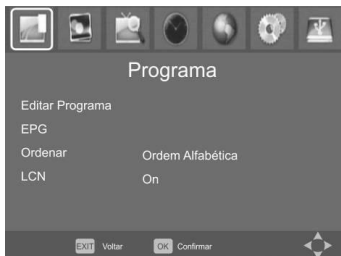 Programa
Editar Programa
EPG
Ordenar Ordem Alfabética
LCN On
EXIT Voltar OK Confirmar